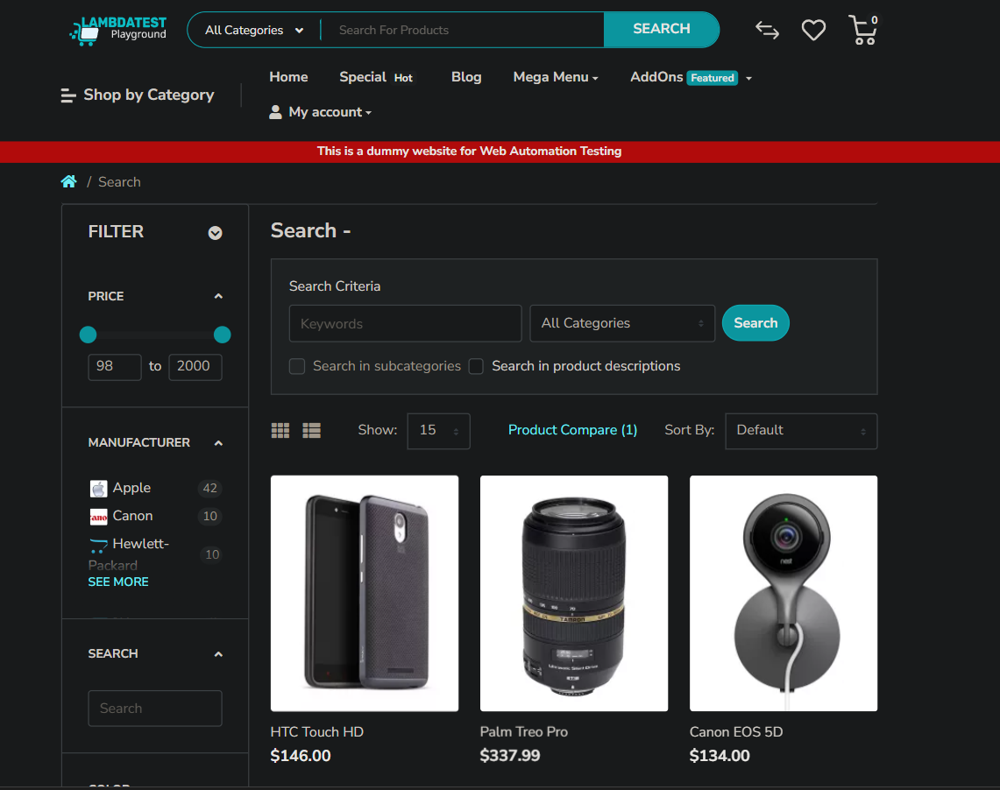 LAMBDATEST
Playground
All Categories
Search For Products
SEARCH
0
Shop by Category
Home
Special Hot
Blog
Mega Menu
AddOns Featured
My account
This is a dummy website for Web Automation Testing
/ Search
FILTER
PRICE
98 to 2000
MANUFACTURER
Apple 42
Canon 10
Hewlett-
Packard 10
SEE MORE
SEARCH
Search
Search -
Search Criteria
Keywords
All Categories
Search
Search in subcategories
Search in product descriptions
Show: 15
Product Compare (1)
Sort By: Default
TAMRON
nest
HTC Touch HD
$146.00
Palm Treo Pro
$337.99
Canon EOS 5D
$134.00